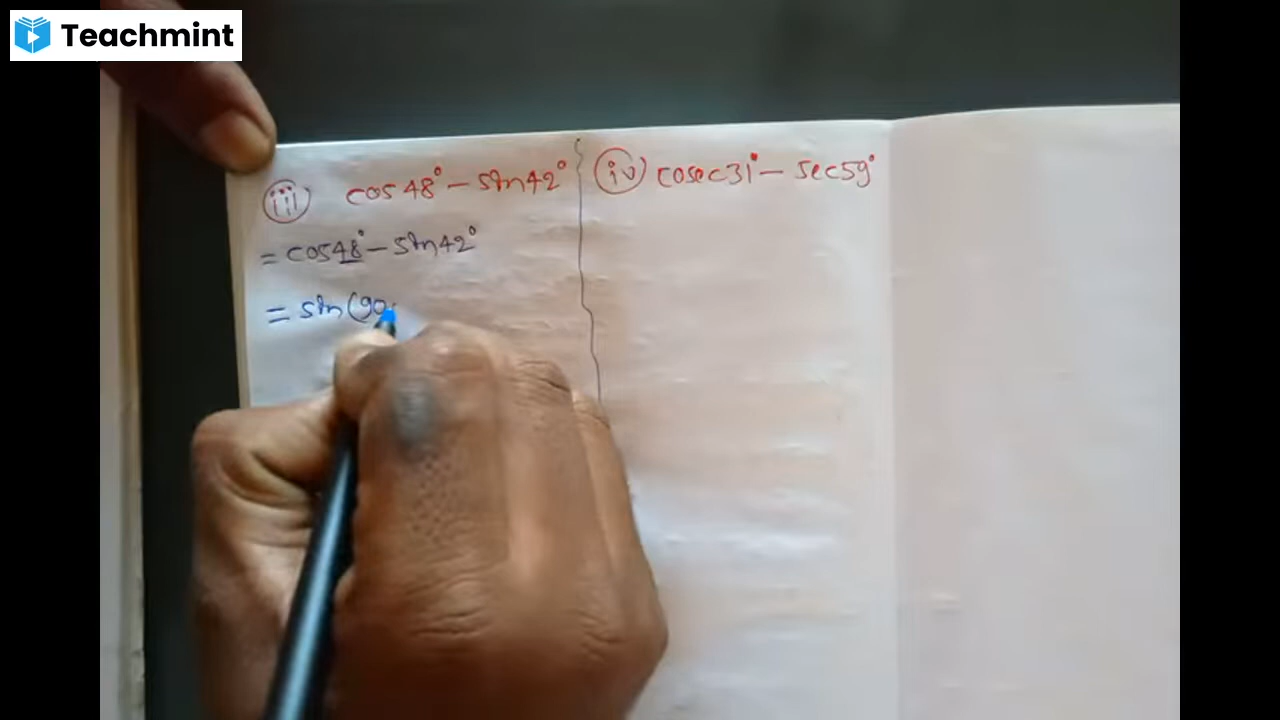 Teachmint
(iii) cos 48° - sin 42°
= cos 48° - sin 42°
= sin (90
(iv) cosec 31° - sec 59°